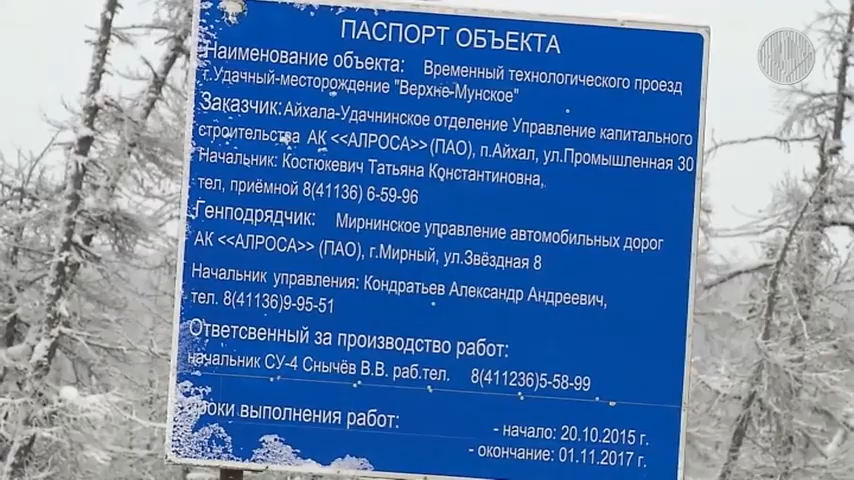 ПАСПОРТ ОБЪЕКТА
Наименование объекта: Временный технологического проезд
г.Удачный-месторождение "Верхне-Мунское"
Заказчик: Айхала-Удачнинское отделение Управление капитального
строительства АК <<АЛРОСА>> (ПАО), п.Айхал, ул.Промышленная 30
Начальник: Костюкевич Татьяна Константиновна,
тел, приёмной 8(41136) 6-59-96
Генподрядчик: Мирнинское управление автомобильных дорог
АК <<АЛРОСА>> (ПАО), г.Мирный, ул.Звёздная 8
Начальник управления: Кондратьев Александр Андреевич,
тел. 8(41136)9-95-51
Ответсвенный за производство работ:
начальник СУ-4 Снычёв В.В. раб.тел. 8(411236)5-58-99
Сроки выполнения работ: - начало: 20.10.2015 г.
- окончание: 01.11.2017 г.